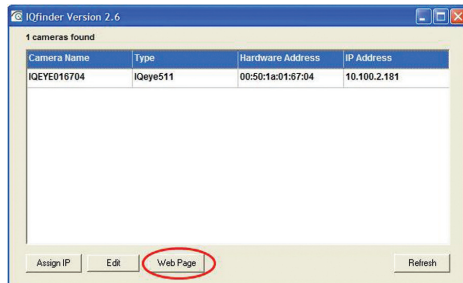 IQfinder Version 2.6
1 cameras found
Camera Name Type Hardware Address IP Address
IQEYE016704 IQeye511 00:50:1a:01:67:04 10.100.2.181
Assign IP Edit Web Page Refresh